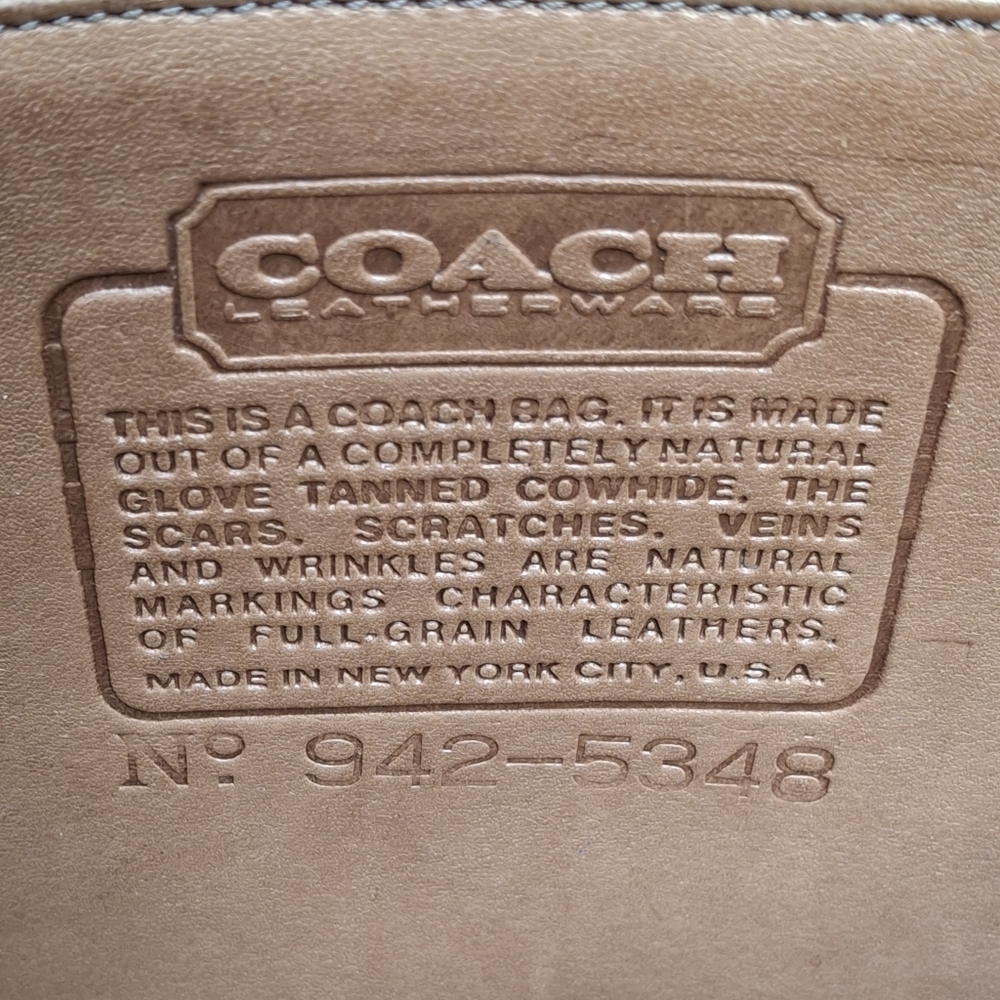 COACH
LEATHERWARE
THIS IS A COACH BAG. IT IS MADE
OUT OF A COMPLETELY NATURAL
GLOVE TANNED COWHIDE. THE
SCARS. SCRATCHES. VEINS
AND WRINKLES ARE NATURAL
MARKINGS CHARACTERISTIC
OF FULL-GRAIN LEATHERS.
MADE IN NEW YORK CITY, U.S.A.
Nº. 942-5348